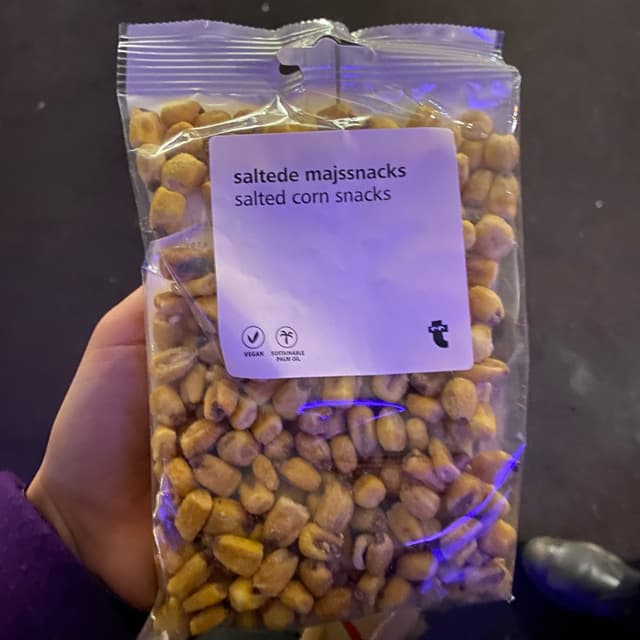 saltede majssnacks
salted corn snacks
VEGAN
SUSTAINABLE
PALM OIL